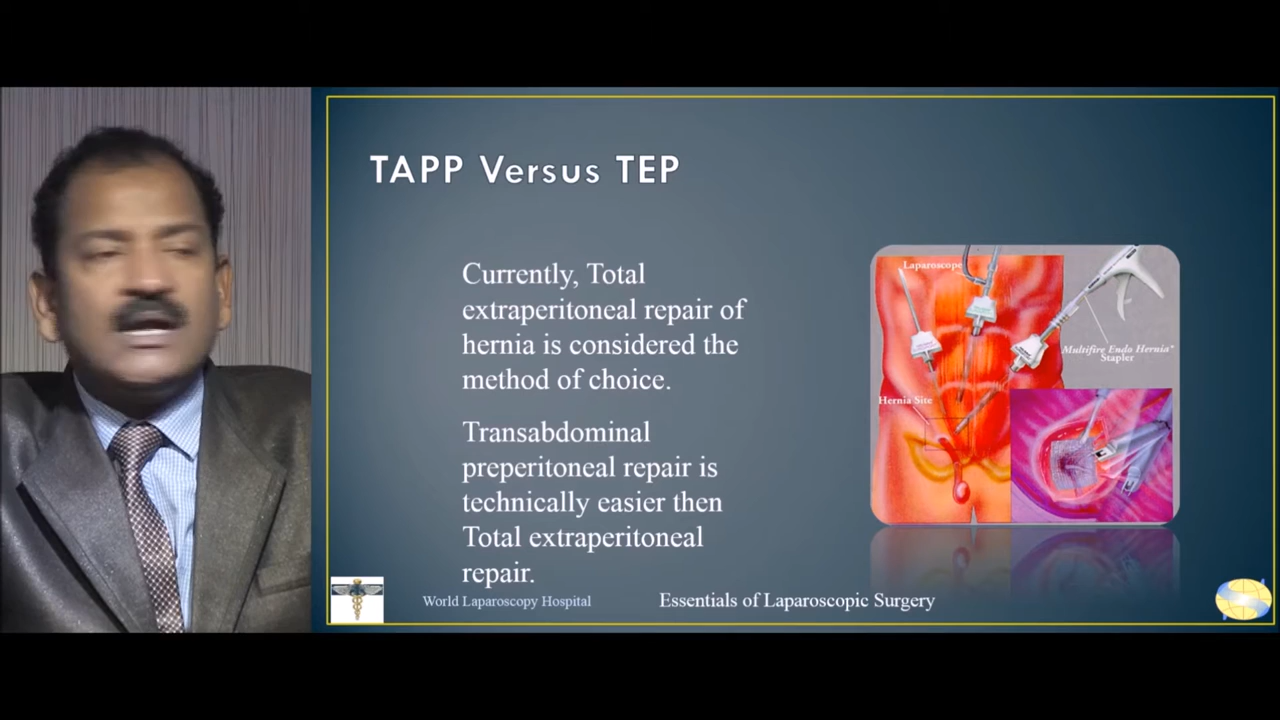 TAPP Versus TEP
Currently, Total
extraperitoneal repair of
hernia is considered the
method of choice.
Transabdominal
preperitoneal repair is
technically easier then
Total extraperitoneal
repair.
Laparoscope
Multifire Endo Hernia*
Stapler
Hernia Site
World Laparoscopy Hospital
Essentials of Laparoscopic Surgery